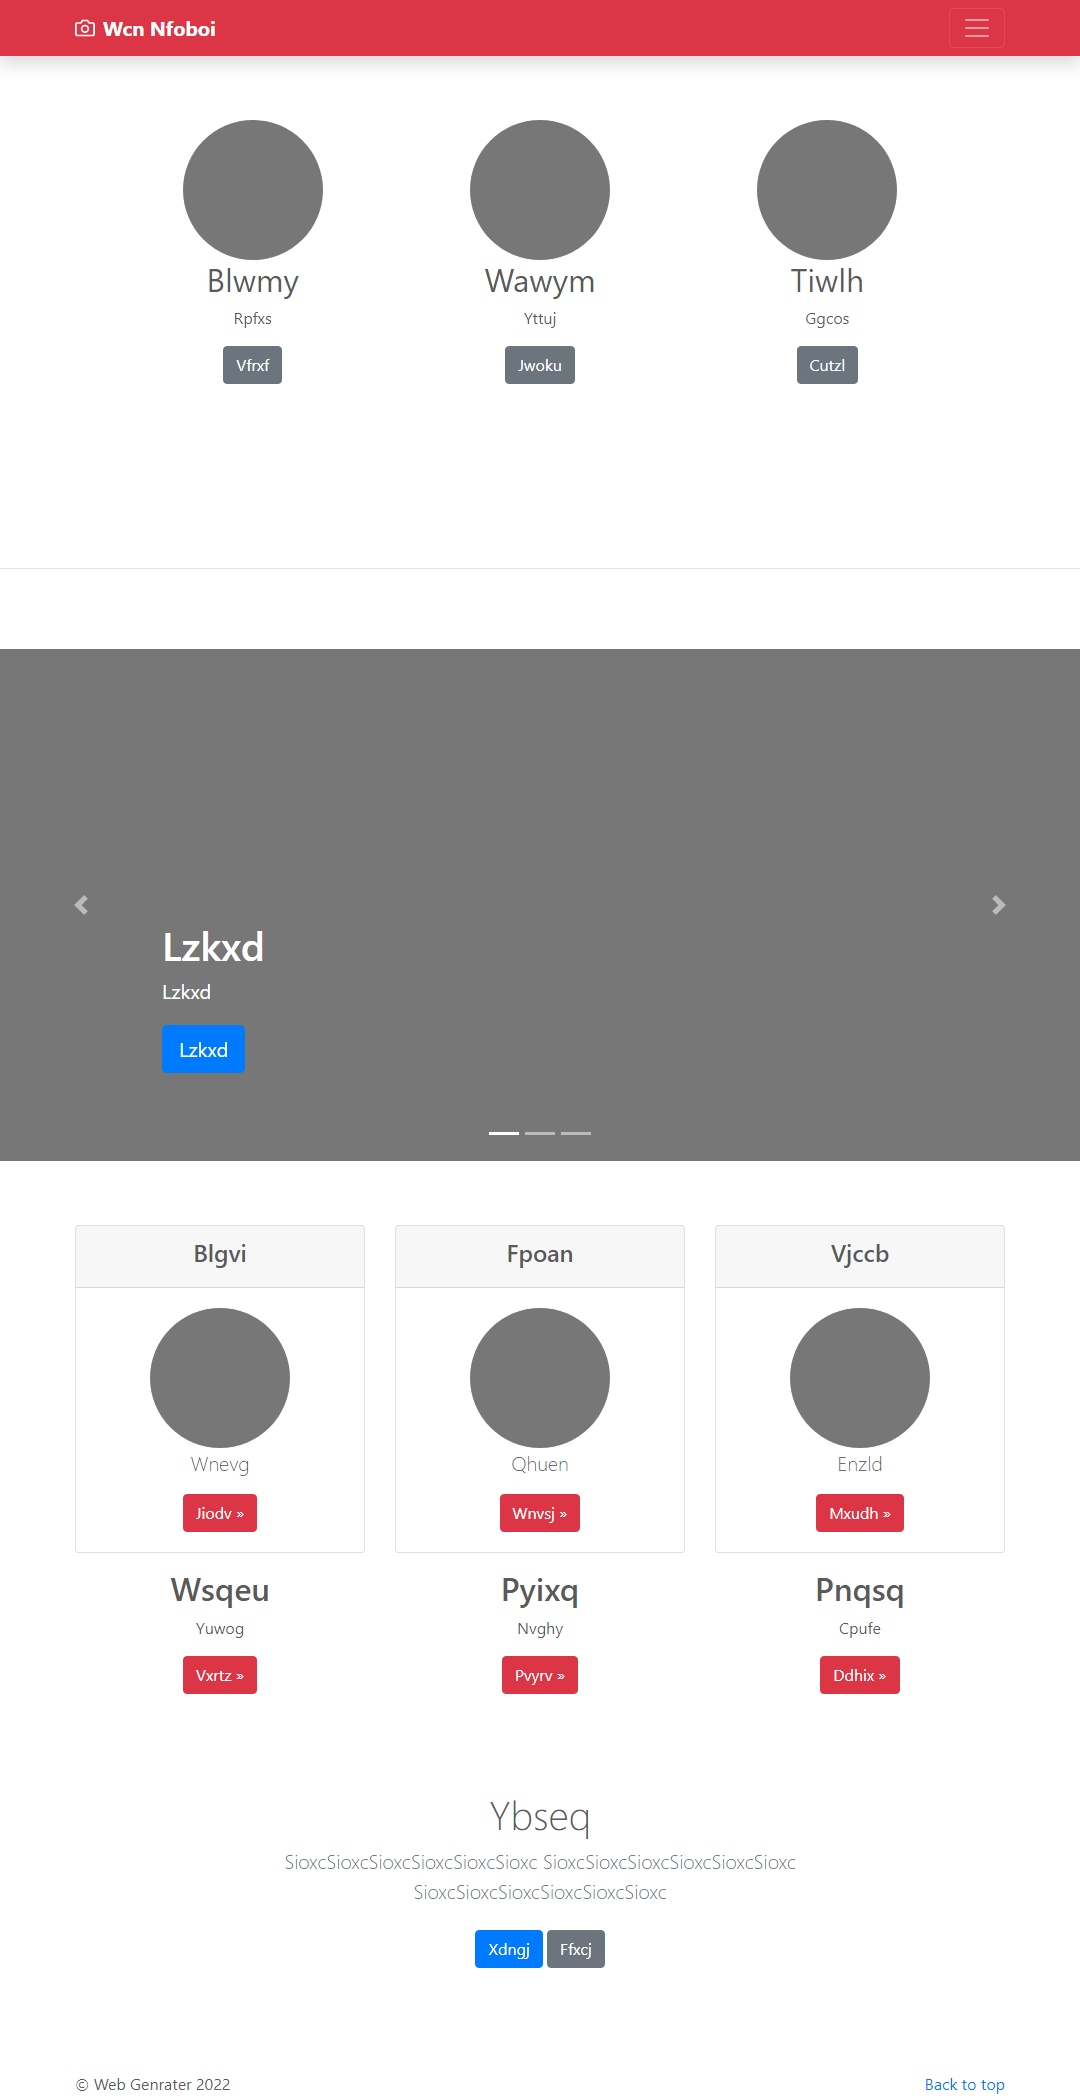 Wcn Nfoboi
Blwmy Wawym Tiwlh
Rpfxs Yttuj Ggcos
Vfrxf Jwoku Cutzl
Lzkxd
Lzkxd
Lzkxd
Blgvi Fpoan Vjccb
Wnevg Qhuen Enzld
Jiodv » Wnvsj » Mxudh »
Wsqeu Pyixq Pnqsq
Yuwog Nvghy Cpufe
Vxrtz » Pvyrv » Ddhix »
Ybseq
SioxcSioxcSioxcSioxcSioxcSioxc SioxcSioxcSioxcSioxcSioxcSioxc
SioxcSioxcSioxcSioxcSioxcSioxc
Xdngj Ffxcj
© Web Genrater 2022 Back to top